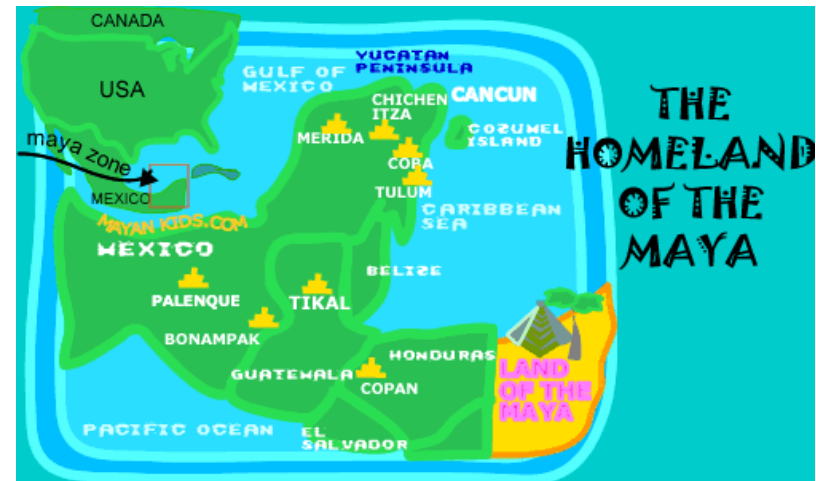 CANADA
USA
maya zone
MEXICO
MAYAN KIDS.COM
GULF OF
MEXICO
YUCATAN
PENINSULA
CHICHEN
ITZA
CANCUN
MERIDA
COZUMEL
ISLAND
COBA
TULUM
CARIBBEAN
SEA
MEXICO
BELIZE
PALENQUE
TIKAL
BONAMPAK
GUATEMALA
HONDURAS
COPAN
PACIFIC OCEAN
EL
SALVADOR
LAND
OF THE
MAYA
THE
HOMELAND
OF THE
MAYA